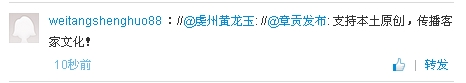 weitangshenghuo88：//@虔州黄龙玉: //@章贡发布: 支持本土原创，传播客
家文化！
10秒前 | 转发